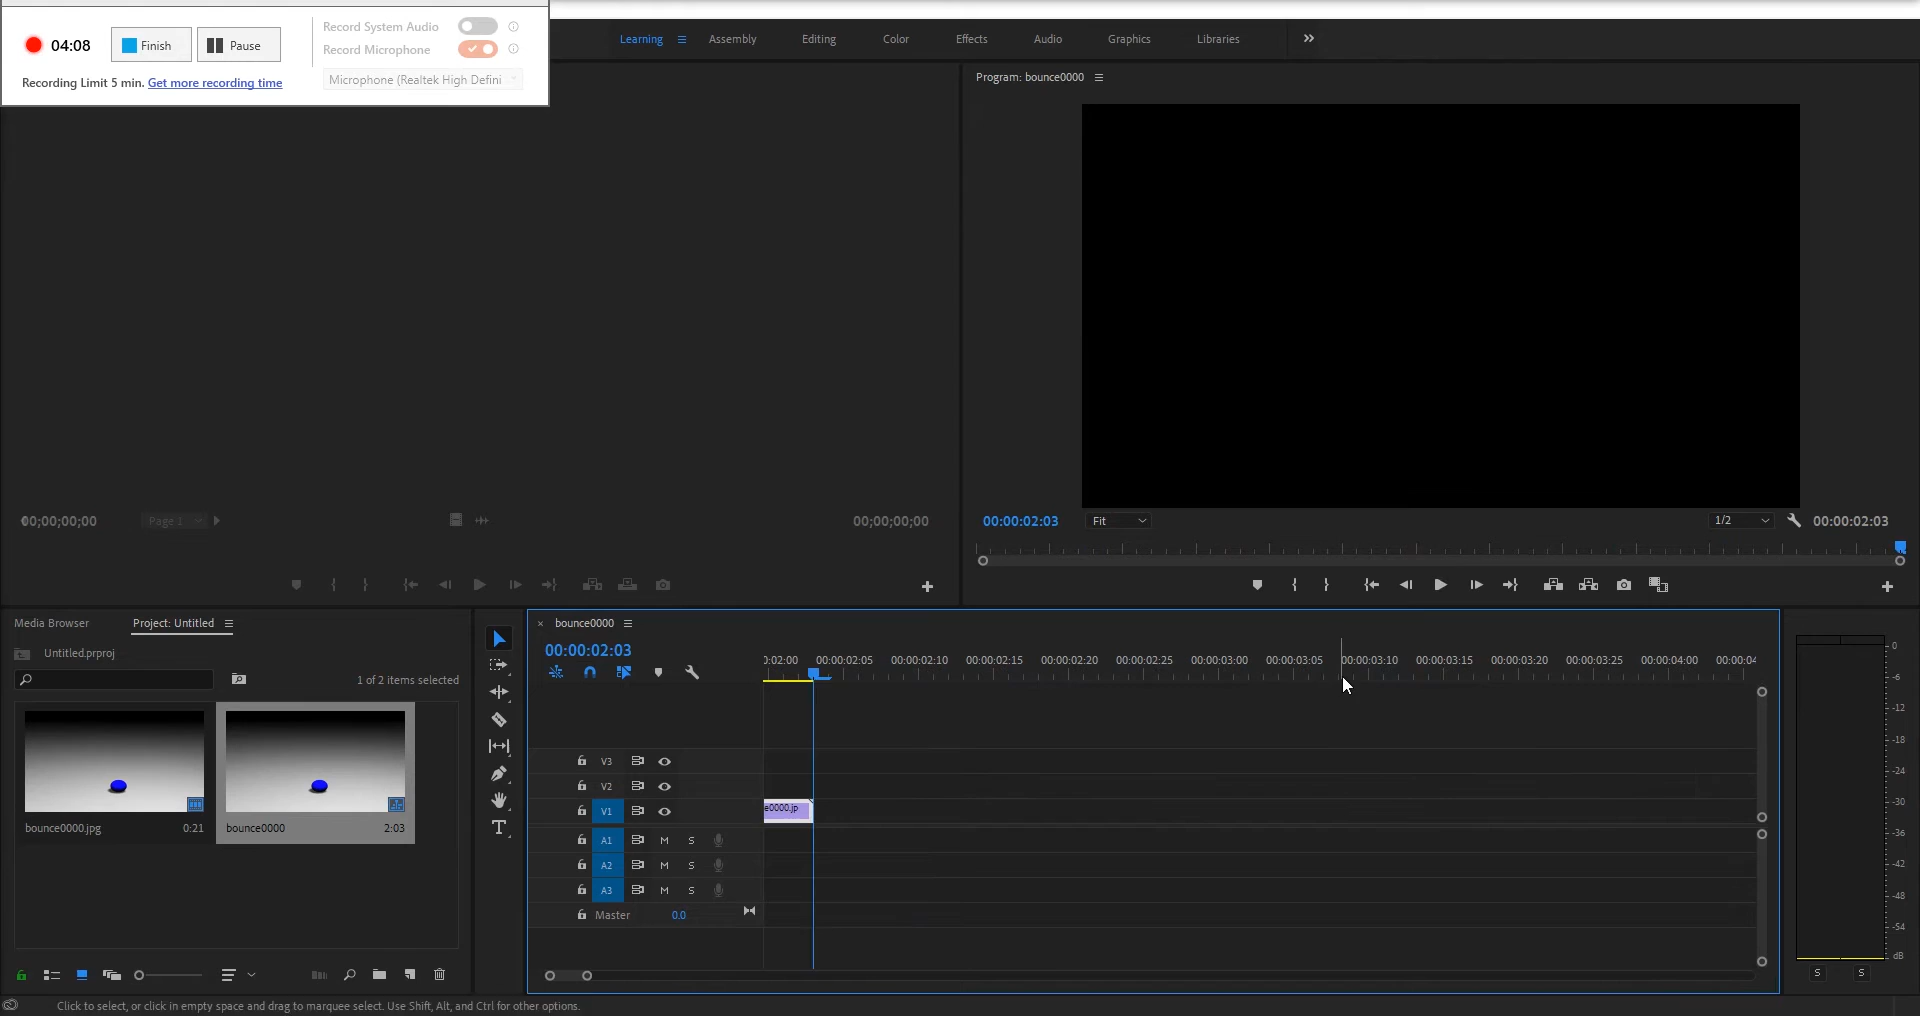 04:08
Finish
Pause
Record System Audio
Record Microphone
Microphone (Realtek High Defini
Recording Limit 5 min. Get more recording time
Learning Assembly Editing Color Effects Audio Graphics Libraries
Program: bounce0000
00;00;00;00
Page 1
00;00;00;00
00:00:02:03
Fit
1/2
00:00:02:03
Media Browser
Project: Untitled
Untitled.prproj
1 of 2 items selected
bounce0000.jpg
0:21
bounce0000
2:03
bounce0000
00:00:02:03
0:02:00 00:00:02:05 00:00:02:10 00:00:02:15 00:00:02:20 00:00:02:25 00:00:03:00 00:00:03:05 00:00:03:10 00:00:03:15 00:00:03:20 00:00:03:25 00:00:04:00 00:00:04
V3
V2
V1
e0000.jp
A1 M S
A2 M S
A3 M S
Master 0.0
0
-6
-12
-18
-24
-30
-36
-42
-48
-54
dB
S S
Click to select, or click in empty space and drag to marquee select. Use Shift, Alt, and Ctrl for other options.